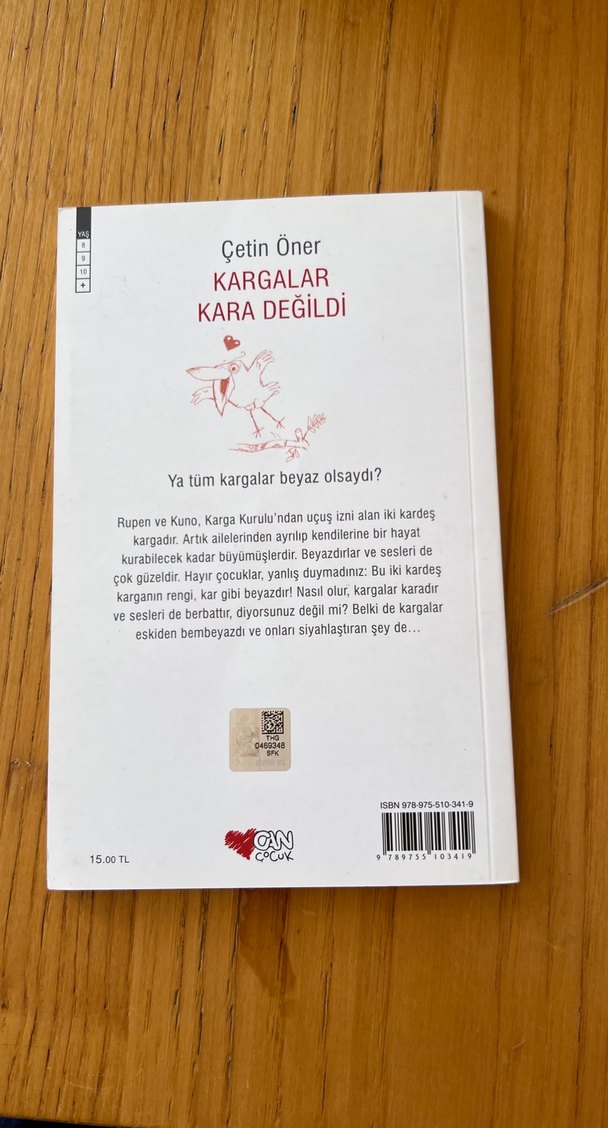 YAŞ
8
9
10
+
Çetin Öner
KARGALAR
KARA DEĞİLDİ
Ya tüm kargalar beyaz olsaydı?
Rupen ve Kuno, Karga Kurulu'ndan uçuş izni alan iki kardeş
kargadır. Artık ailelerinden ayrılıp kendilerine bir hayat
kurabilecek kadar büyümüşlerdir. Beyazdırlar ve sesleri de
çok güzeldir. Hayır çocuklar, yanlış duymadınız: Bu iki kardeş
karganın rengi, kar gibi beyazdır! Nasıl olur, kargalar karadır
ve sesleri de berbattır, diyorsunuz değil mi? Belki de kargalar
eskiden bembeyazdı ve onları siyahlaştıran şey de...
THG
0469348
SFK
ISBN 978-975-510-341-9
9 789755 103419
CAN
ÇOCUK
15.00 TL